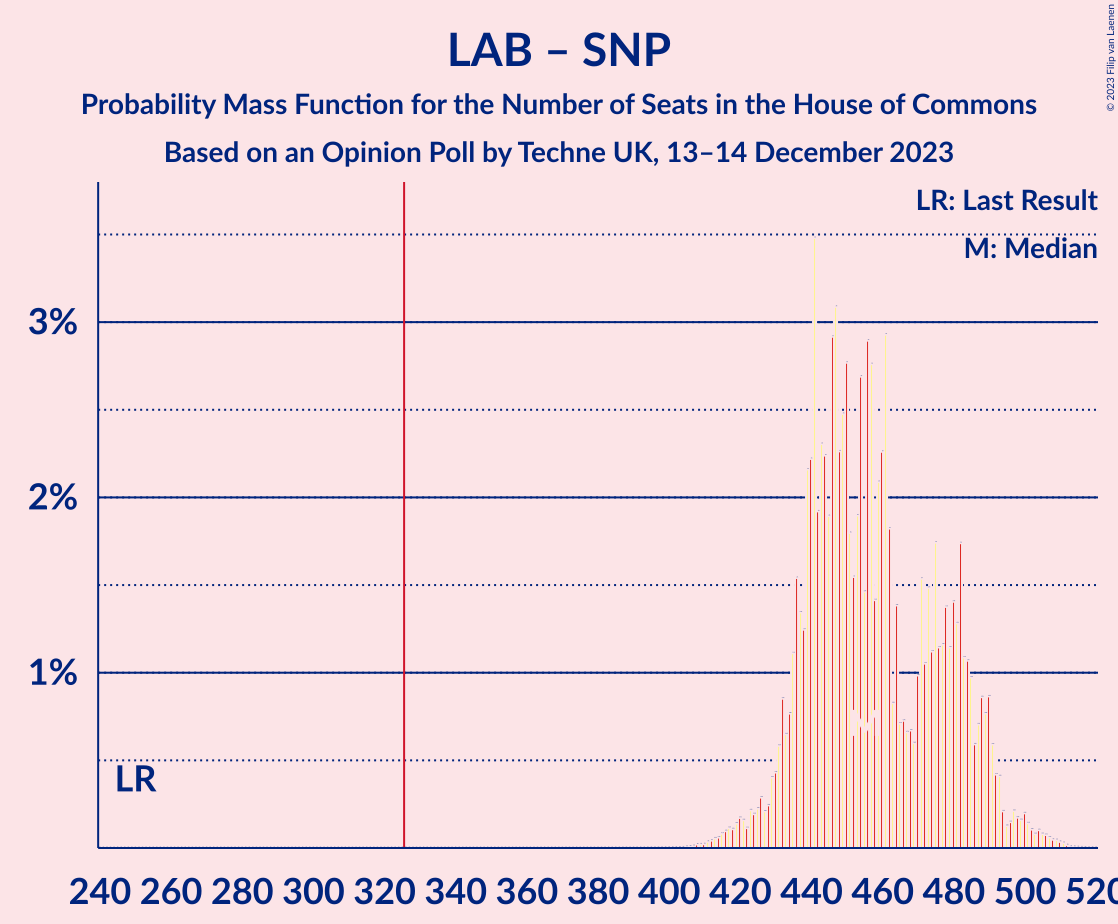 LAB – SNP
Probability Mass Function for the Number of Seats in the House of Commons
Based on an Opinion Poll by Techne UK, 13–14 December 2023
© 2023 Filip van Laenen
LR: Last Result
M: Median
3%
2%
1%
LR
240 260 280 300 320 340 360 380 400 420 440 460 480 500 520